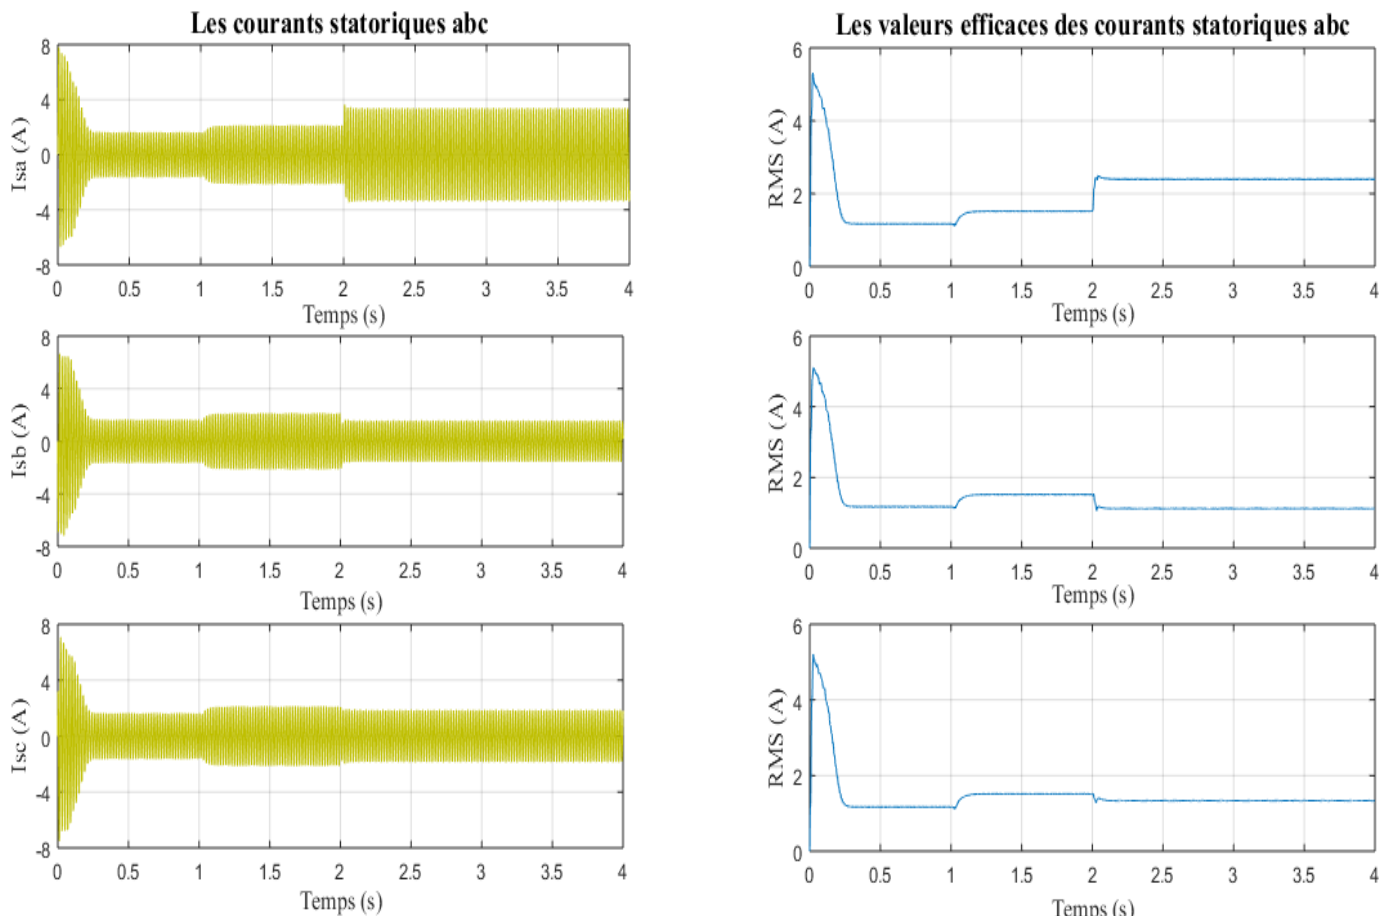 Les courants statoriques abc
8
4
0
-4
-8
Isa (A)
0 0.5 1 1.5 2 2.5 3 3.5 4
Temps (s)
8
4
0
-4
-8
Isb (A)
0 0.5 1 1.5 2 2.5 3 3.5 4
Temps (s)
8
4
0
-4
-8
Isc (A)
0 0.5 1 1.5 2 2.5 3 3.5 4
Temps (s)
Les valeurs efficaces des courants statoriques abc
6
4
2
0
RMS (A)
0 0.5 1 1.5 2 2.5 3 3.5 4
Temps (s)
6
4
2
0
RMS (A)
0 0.5 1 1.5 2 2.5 3 3.5 4
Temps (s)
6
4
2
0
RMS (A)
0 0.5 1 1.5 2 2.5 3 3.5 4
Temps (s)